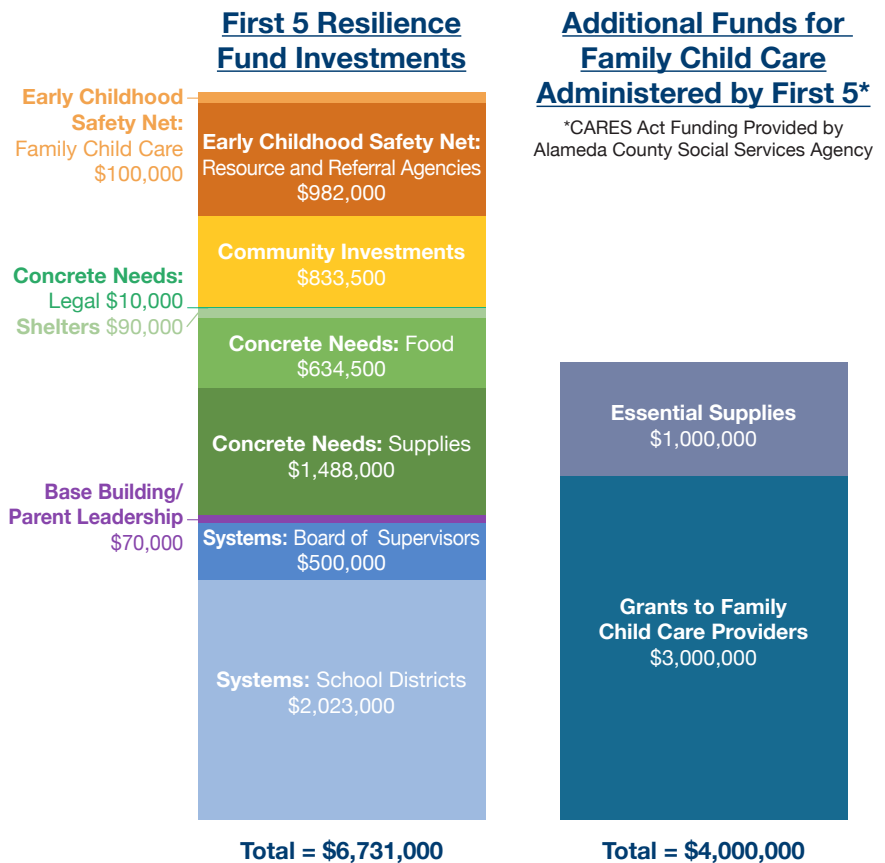 First 5 Resilience
Fund Investments
Early Childhood
Safety Net:
Family Child Care
$100,000
Early Childhood Safety Net:
Resource and Referral Agencies
$982,000
Community Investments
$833,500
Concrete Needs:
Legal $10,000
Shelters $90,000
Concrete Needs: Food
$634,500
Concrete Needs: Supplies
$1,488,000
Base Building/
Parent Leadership
$70,000
Systems: Board of Supervisors
$500,000
Systems: School Districts
$2,023,000
Total = $6,731,000
Additional Funds for
Family Child Care
Administered by First 5*
*CARES Act Funding Provided by
Alameda County Social Services Agency
Essential Supplies
$1,000,000
Grants to Family
Child Care Providers
$3,000,000
Total = $4,000,000